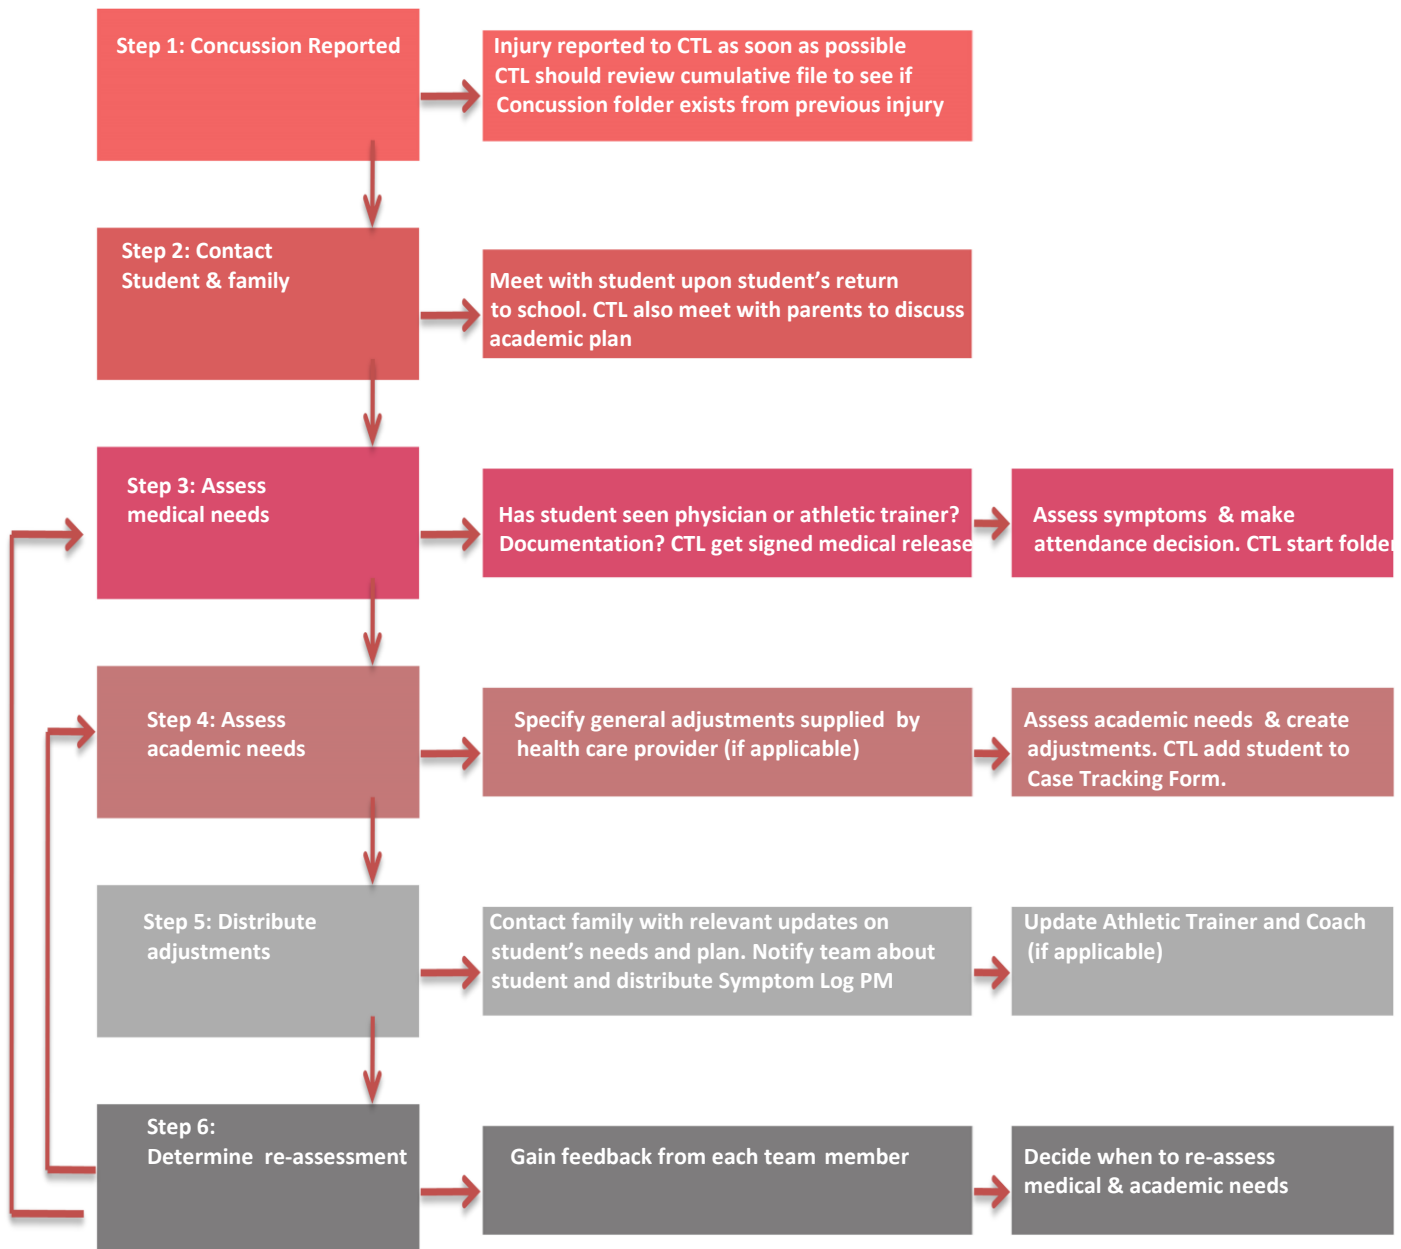 Step 1: Concussion Reported
Injury reported to CTL as soon as possible
CTL should review cumulative file to see if
Concussion folder exists from previous injury
Step 2: Contact
Student & family
Meet with student upon student’s return
to school. CTL also meet with parents to discuss
academic plan
Step 3: Assess
medical needs
Has student seen physician or athletic trainer?
Documentation? CTL get signed medical release
Assess symptoms & make
attendance decision. CTL start folder
Step 4: Assess
academic needs
Specify general adjustments supplied by
health care provider (if applicable)
Assess academic needs & create
adjustments. CTL add student to
Case Tracking Form.
Step 5: Distribute
adjustments
Contact family with relevant updates on
student’s needs and plan. Notify team about
student and distribute Symptom Log PM
Update Athletic Trainer and Coach
(if applicable)
Step 6:
Determine re-assessment
Gain feedback from each team member
Decide when to re-assess
medical & academic needs